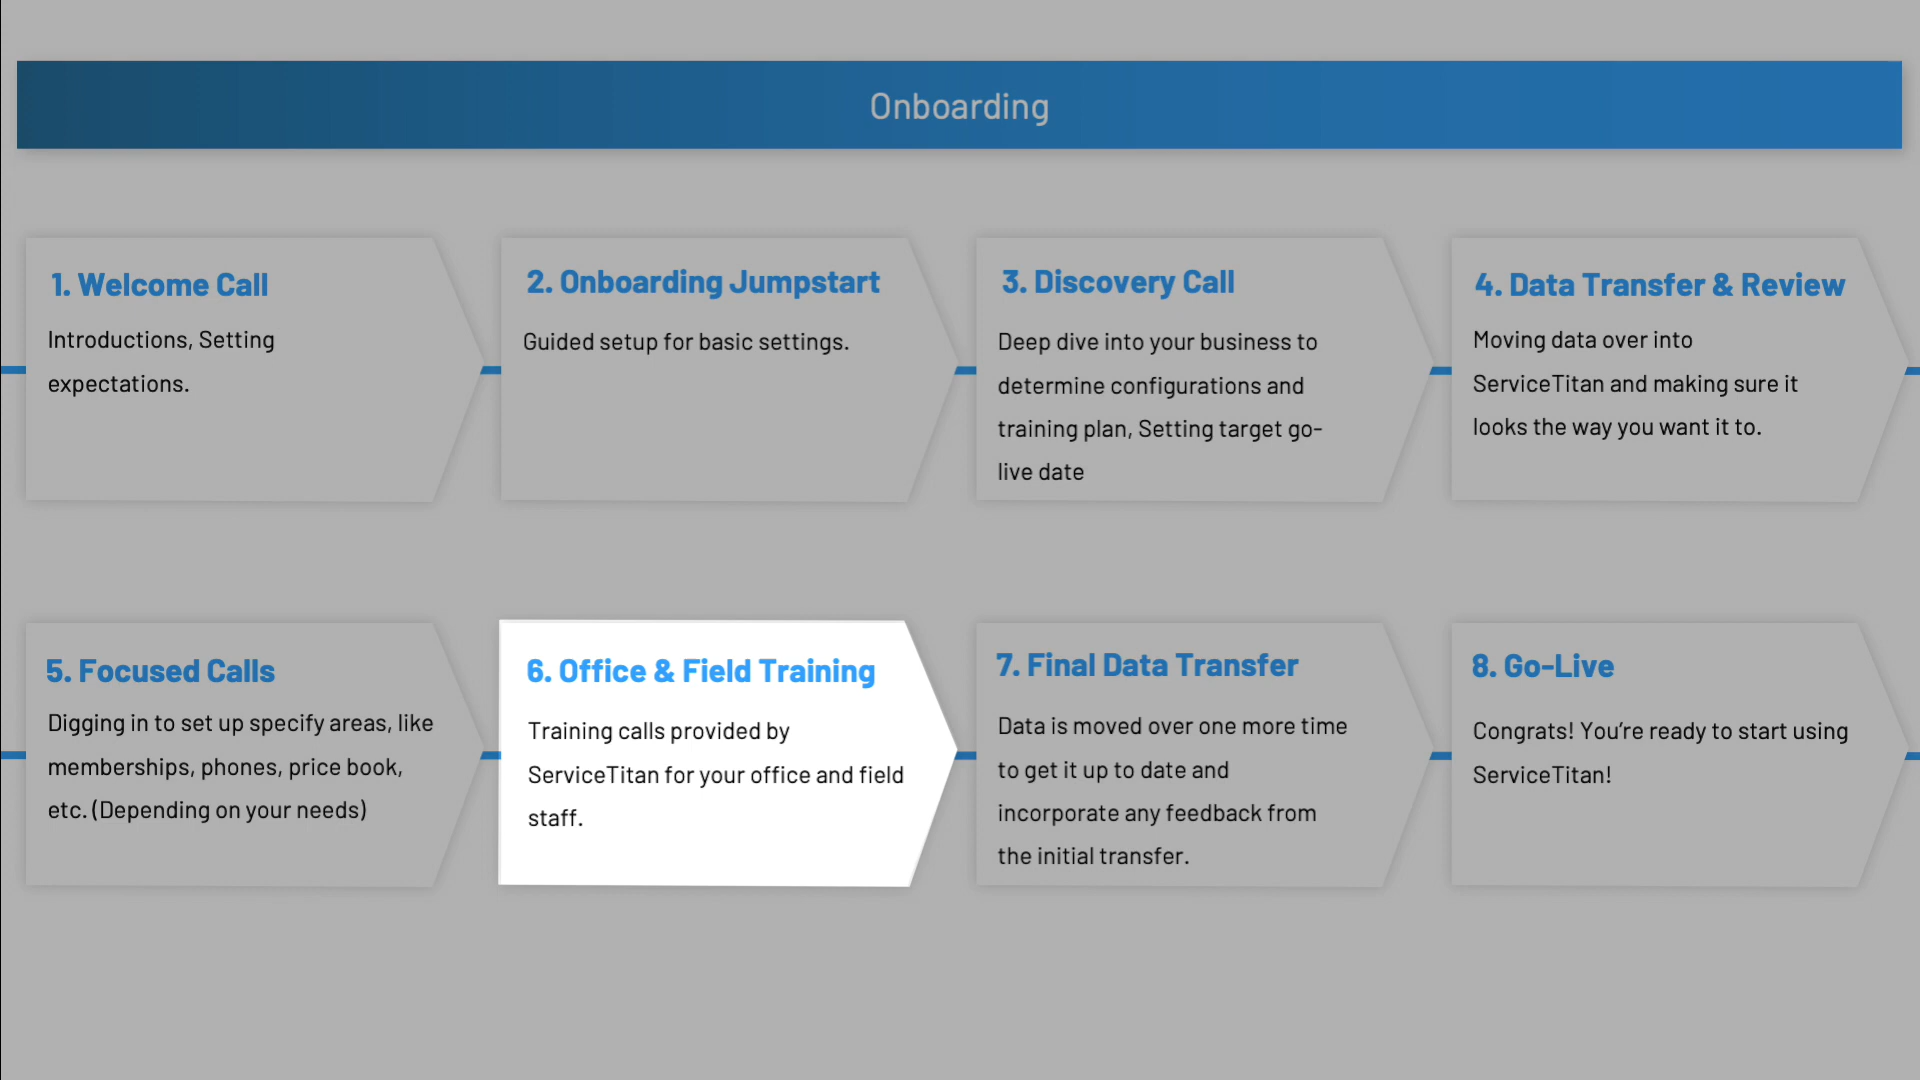 Onboarding
1. Welcome Call
Introductions, Setting
expectations.
2. Onboarding Jumpstart
Guided setup for basic settings.
3. Discovery Call
Deep dive into your business to
determine configurations and
training plan, Setting target go-
live date
4. Data Transfer & Review
Moving data over into
ServiceTitan and making sure it
looks the way you want it to.
5. Focused Calls
Digging in to set up specify areas, like
memberships, phones, price book,
etc. (Depending on your needs)
6. Office & Field Training
Training calls provided by
ServiceTitan for your office and field
staff.
7. Final Data Transfer
Data is moved over one more time
to get it up to date and
incorporate any feedback from
the initial transfer.
8. Go-Live
Congrats! You’re ready to start using
ServiceTitan!